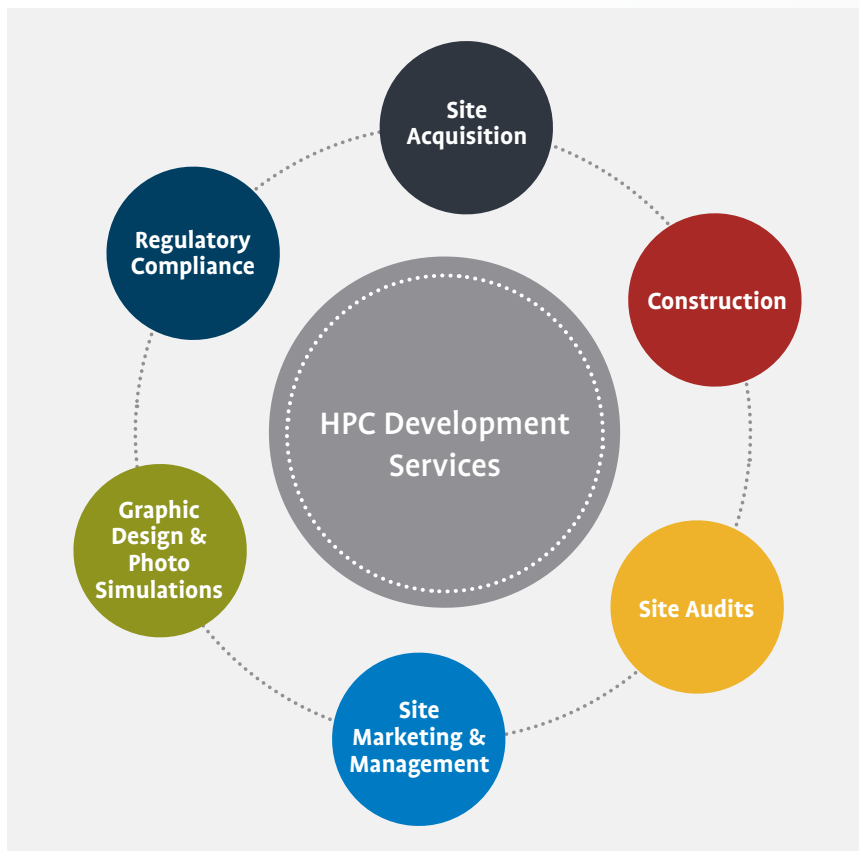 Site
Acquisition
Regulatory
Compliance
Construction
HPC Development
Services
Graphic
Design &
Photo
Simulations
Site Audits
Site
Marketing &
Management